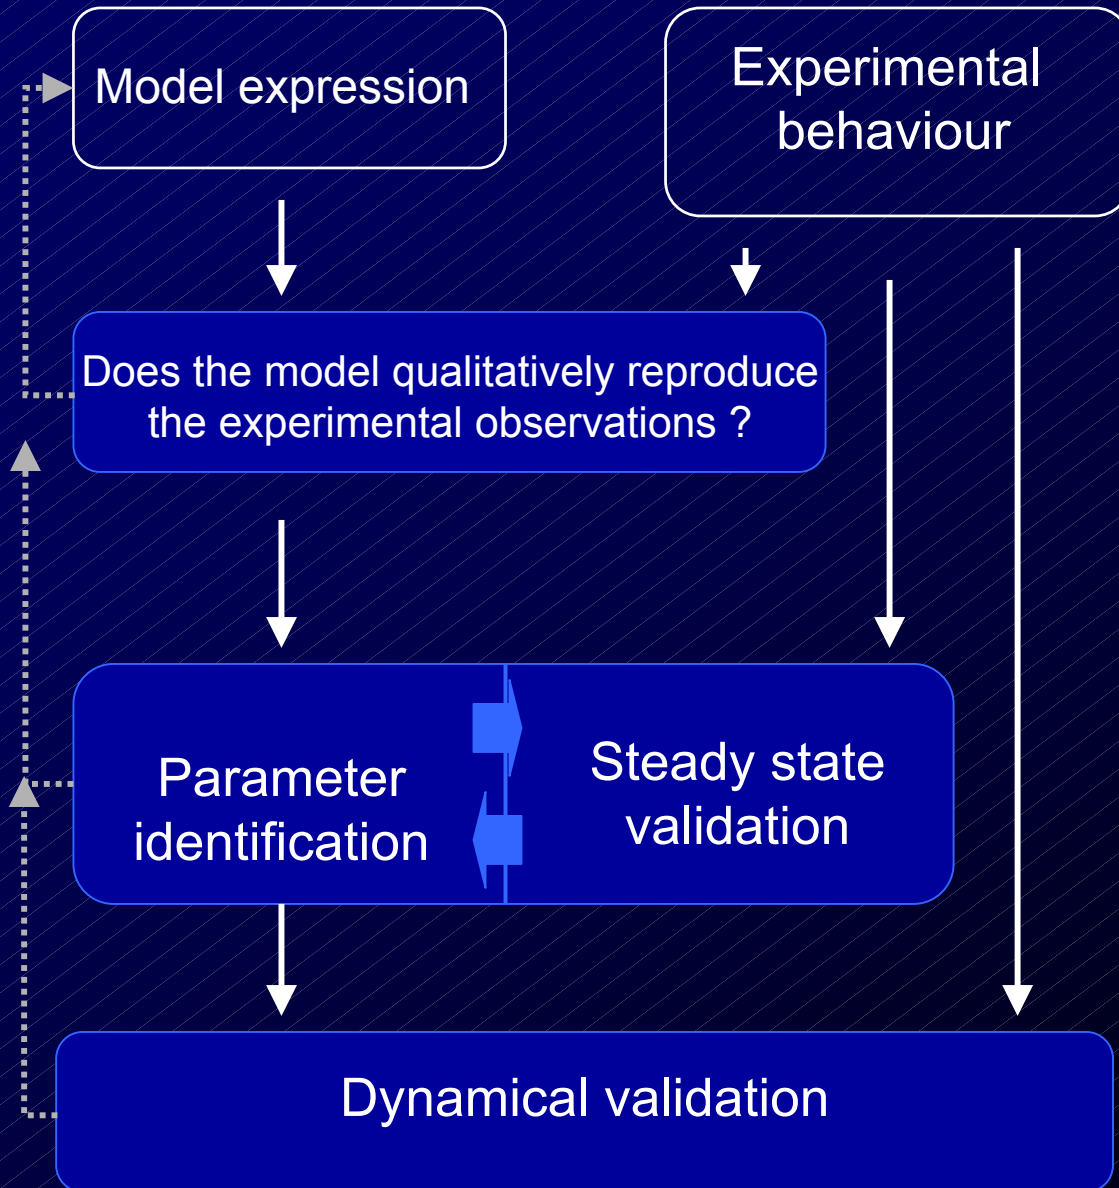 Model expression
Experimental
behaviour
Does the model qualitatively reproduce
the experimental observations ?
Parameter
identification
Steady state
validation
Dynamical validation